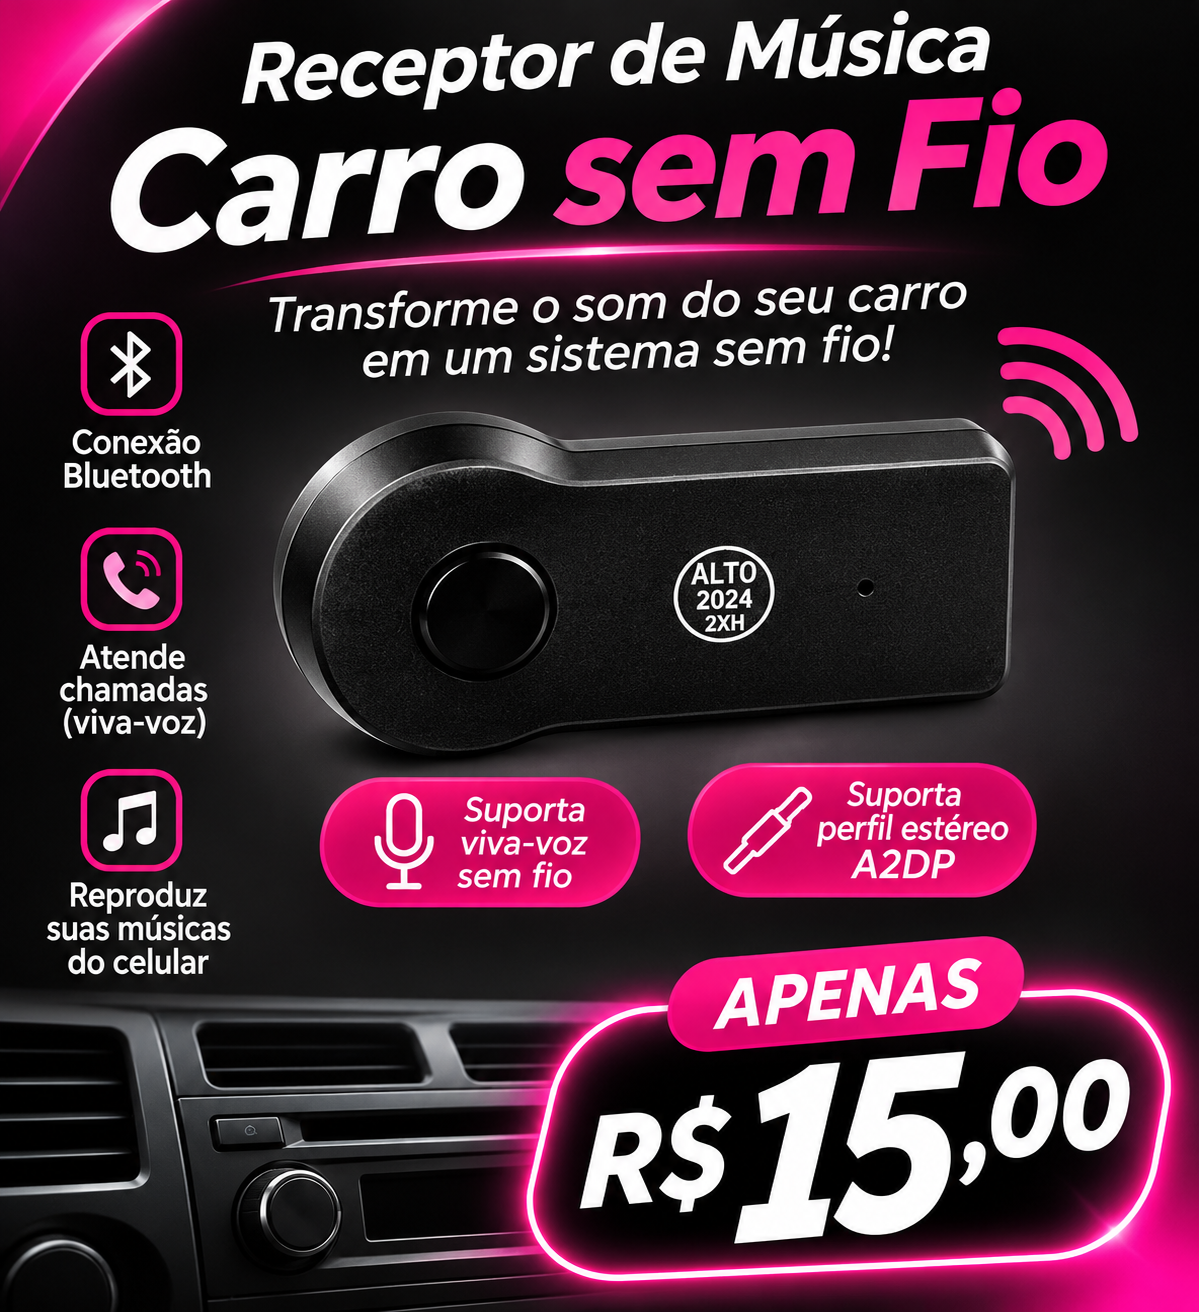 Receptor de Música
Carro sem Fio
Transforme o som do seu carro
em um sistema sem fio!
Conexão
Bluetooth
Atende
chamadas
(viva-voz)
Reproduz
suas músicas
do celular
ALTO
2024
2XH
Suporta
viva-voz
sem fio
Suporta
perfil estéreo
A2DP
APENAS
R$15,00